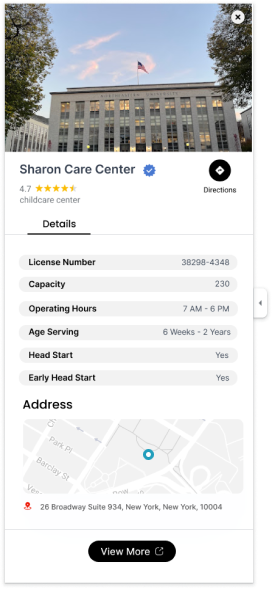 Sharon Care Center
4.7
Directions
childcare center
Details
License Number 38298-4348
Capacity 230
Operating Hours 7 AM - 6 PM
Age Serving 6 Weeks - 2 Years
Head Start Yes
Early Head Start Yes
Address
Park Pl
Barclay St
26 Broadway Suite 934, New York, New York, 10004
View More